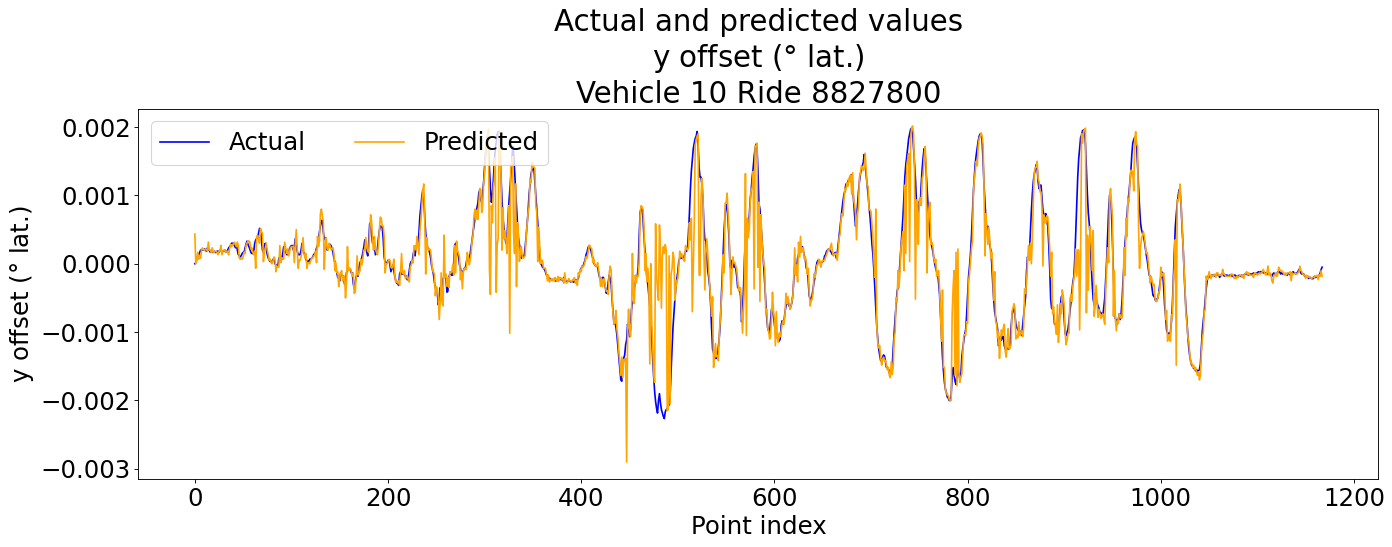 Actual and predicted values
y offset (° lat.)
Vehicle 10 Ride 8827800
Actual
Predicted
y offset (° lat.)
0.002
0.001
0.000
−0.001
−0.002
−0.003
0 200 400 600 800 1000 1200
Point index